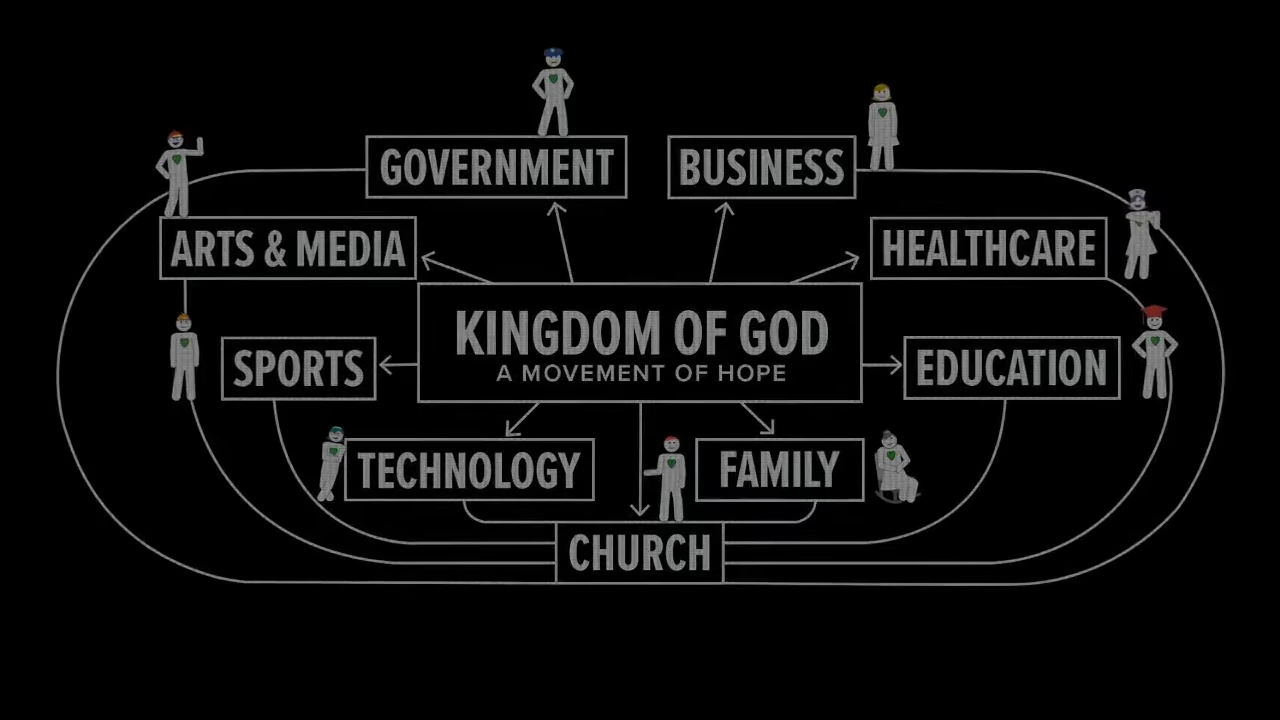 GOVERNMENT
BUSINESS
ARTS & MEDIA
HEALTHCARE
KINGDOM OF GOD
A MOVEMENT OF HOPE
SPORTS
EDUCATION
TECHNOLOGY
FAMILY
CHURCH